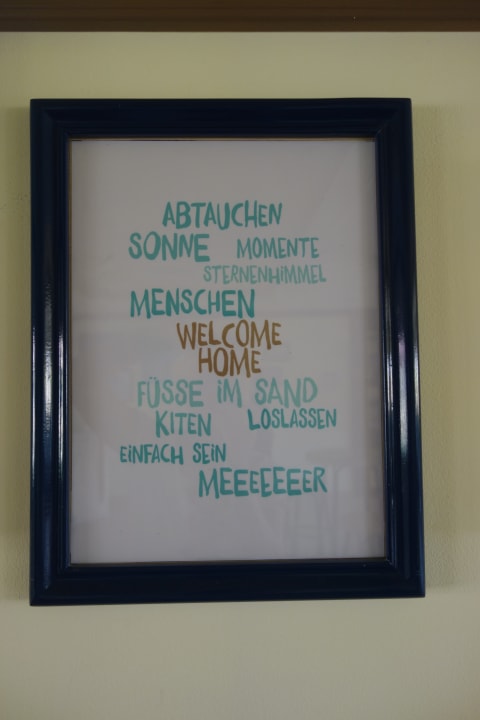 ABTAUCHEN
SONNE MOMENTE
STERNENHiMMEL
MENSCHEN
WELCOME
HOME
FÜSSE iM SAND
KiTEN LOSLASSEN
EiNFACH SEiN
MEEEEEEER